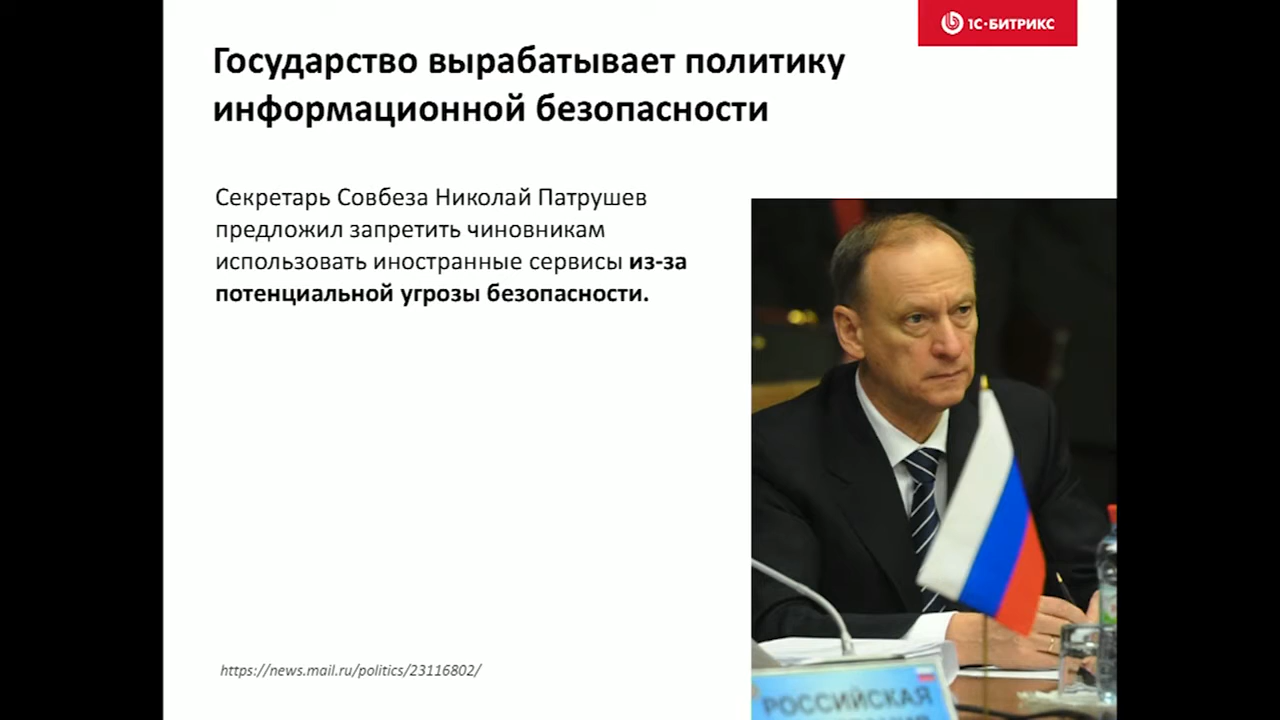 1С-БИТРИКС
Государство вырабатывает политику
информационной безопасности
Секретарь Совбеза Николай Патрушев
предложил запретить чиновникам
использовать иностранные сервисы из-за
потенциальной угрозы безопасности.
https://news.mail.ru/politics/23116802/
РОССИЙСКАЯ